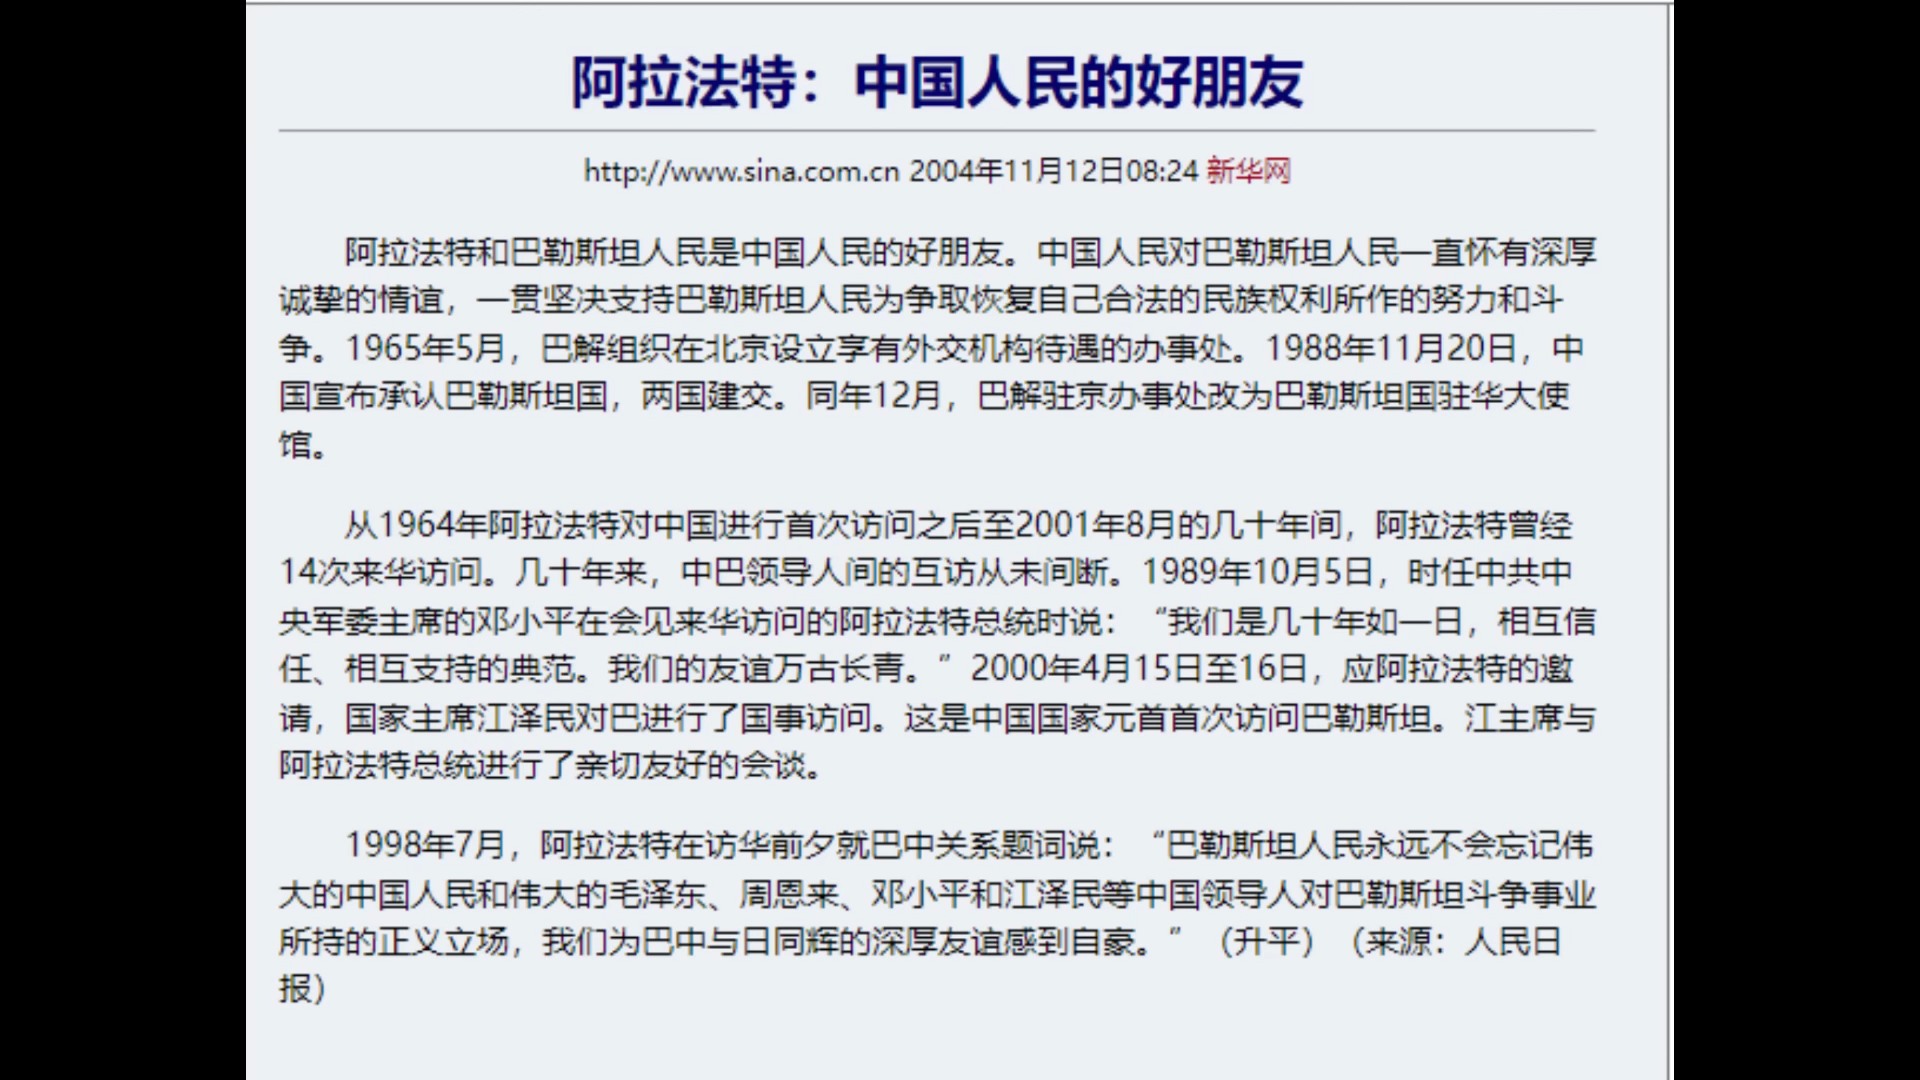 阿拉法特：中国人民的好朋友
http://www.sina.com.cn 2004年11月12日08:24 新华网
阿拉法特和巴勒斯坦人民是中国人民的好朋友。中国人民对巴勒斯坦人民一直怀有深厚
诚挚的情谊，一贯坚决支持巴勒斯坦人民为争取恢复自己合法的民族权利所作的努力和斗
争。1965年5月，巴解组织在北京设立享有外交机构待遇的办事处。1988年11月20日，中
国宣布承认巴勒斯坦国，两国建交。同年12月，巴解驻京办事处改为巴勒斯坦国驻华大使
馆。
从1964年阿拉法特对中国进行首次访问之后至2001年8月的几十年间，阿拉法特曾经
14次来华访问。几十年来，中巴领导人间的互访从未间断。1989年10月5日，时任中共中
央军委主席的邓小平在会见来华访问的阿拉法特总统时说：“我们是几十年如一日，相互信
任、相互支持的典范。我们的友谊万古长青。”2000年4月15日至16日，应阿拉法特的邀
请，国家主席江泽民对巴进行了国事访问。这是中国国家元首首次访问巴勒斯坦。江主席与
阿拉法特总统进行了亲切友好的会谈。
1998年7月，阿拉法特在访华前夕就巴中关系题词说：“巴勒斯坦人民永远不会忘记伟
大的中国人民和伟大的毛泽东、周恩来、邓小平和江泽民等中国领导人对巴勒斯坦斗争事业
所持的正义立场，我们为巴中与日同辉的深厚友谊感到自豪。”（升平）（来源：人民日
报）